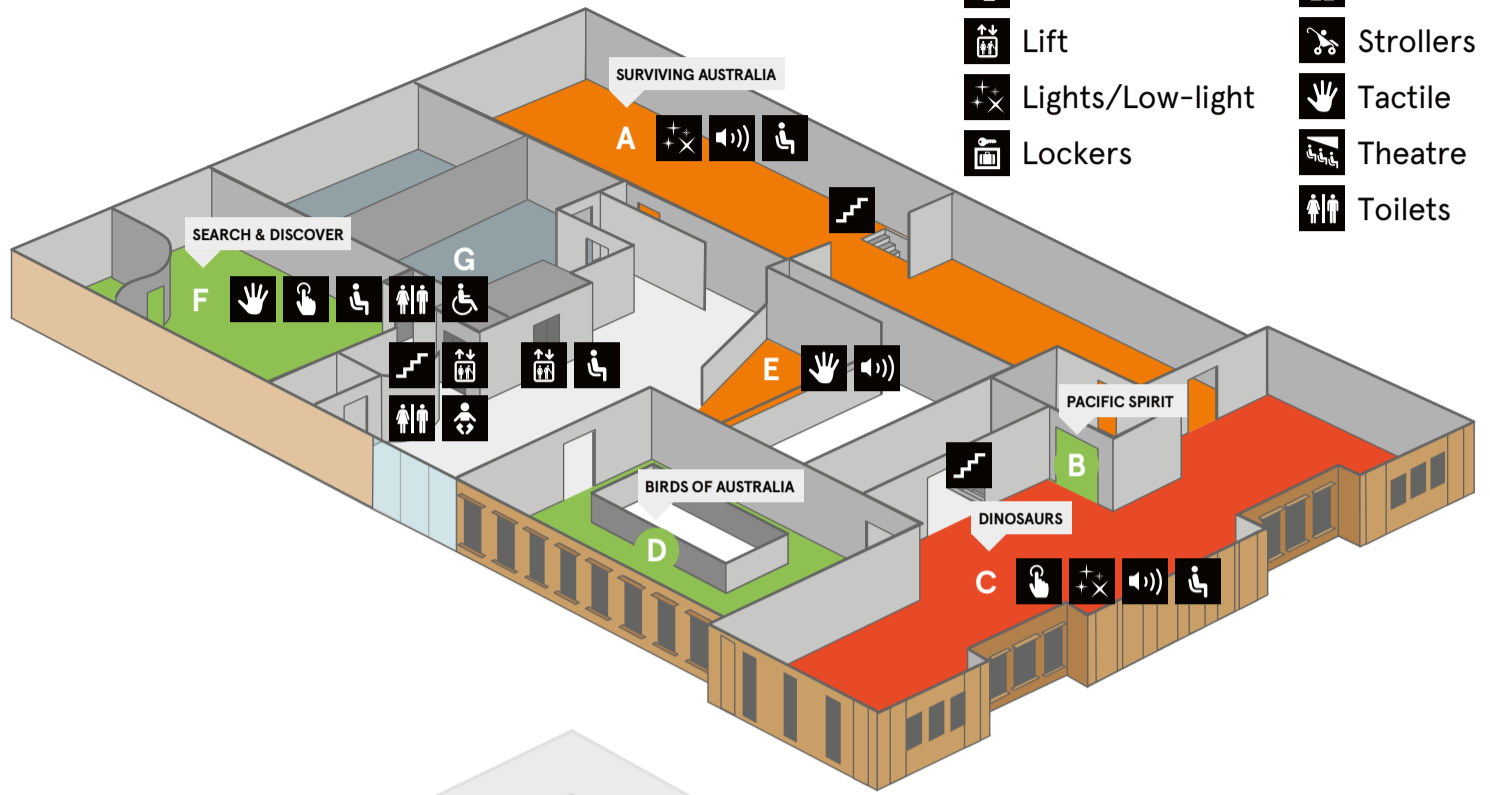 Lift
Strollers
SURVIVING AUSTRALIA
Lights/Low-light
Tactile
A
Lockers
Theatre
Toilets
SEARCH & DISCOVER
G
F
E
PACIFIC SPIRIT
B
BIRDS OF AUSTRALIA
DINOSAURS
D
C